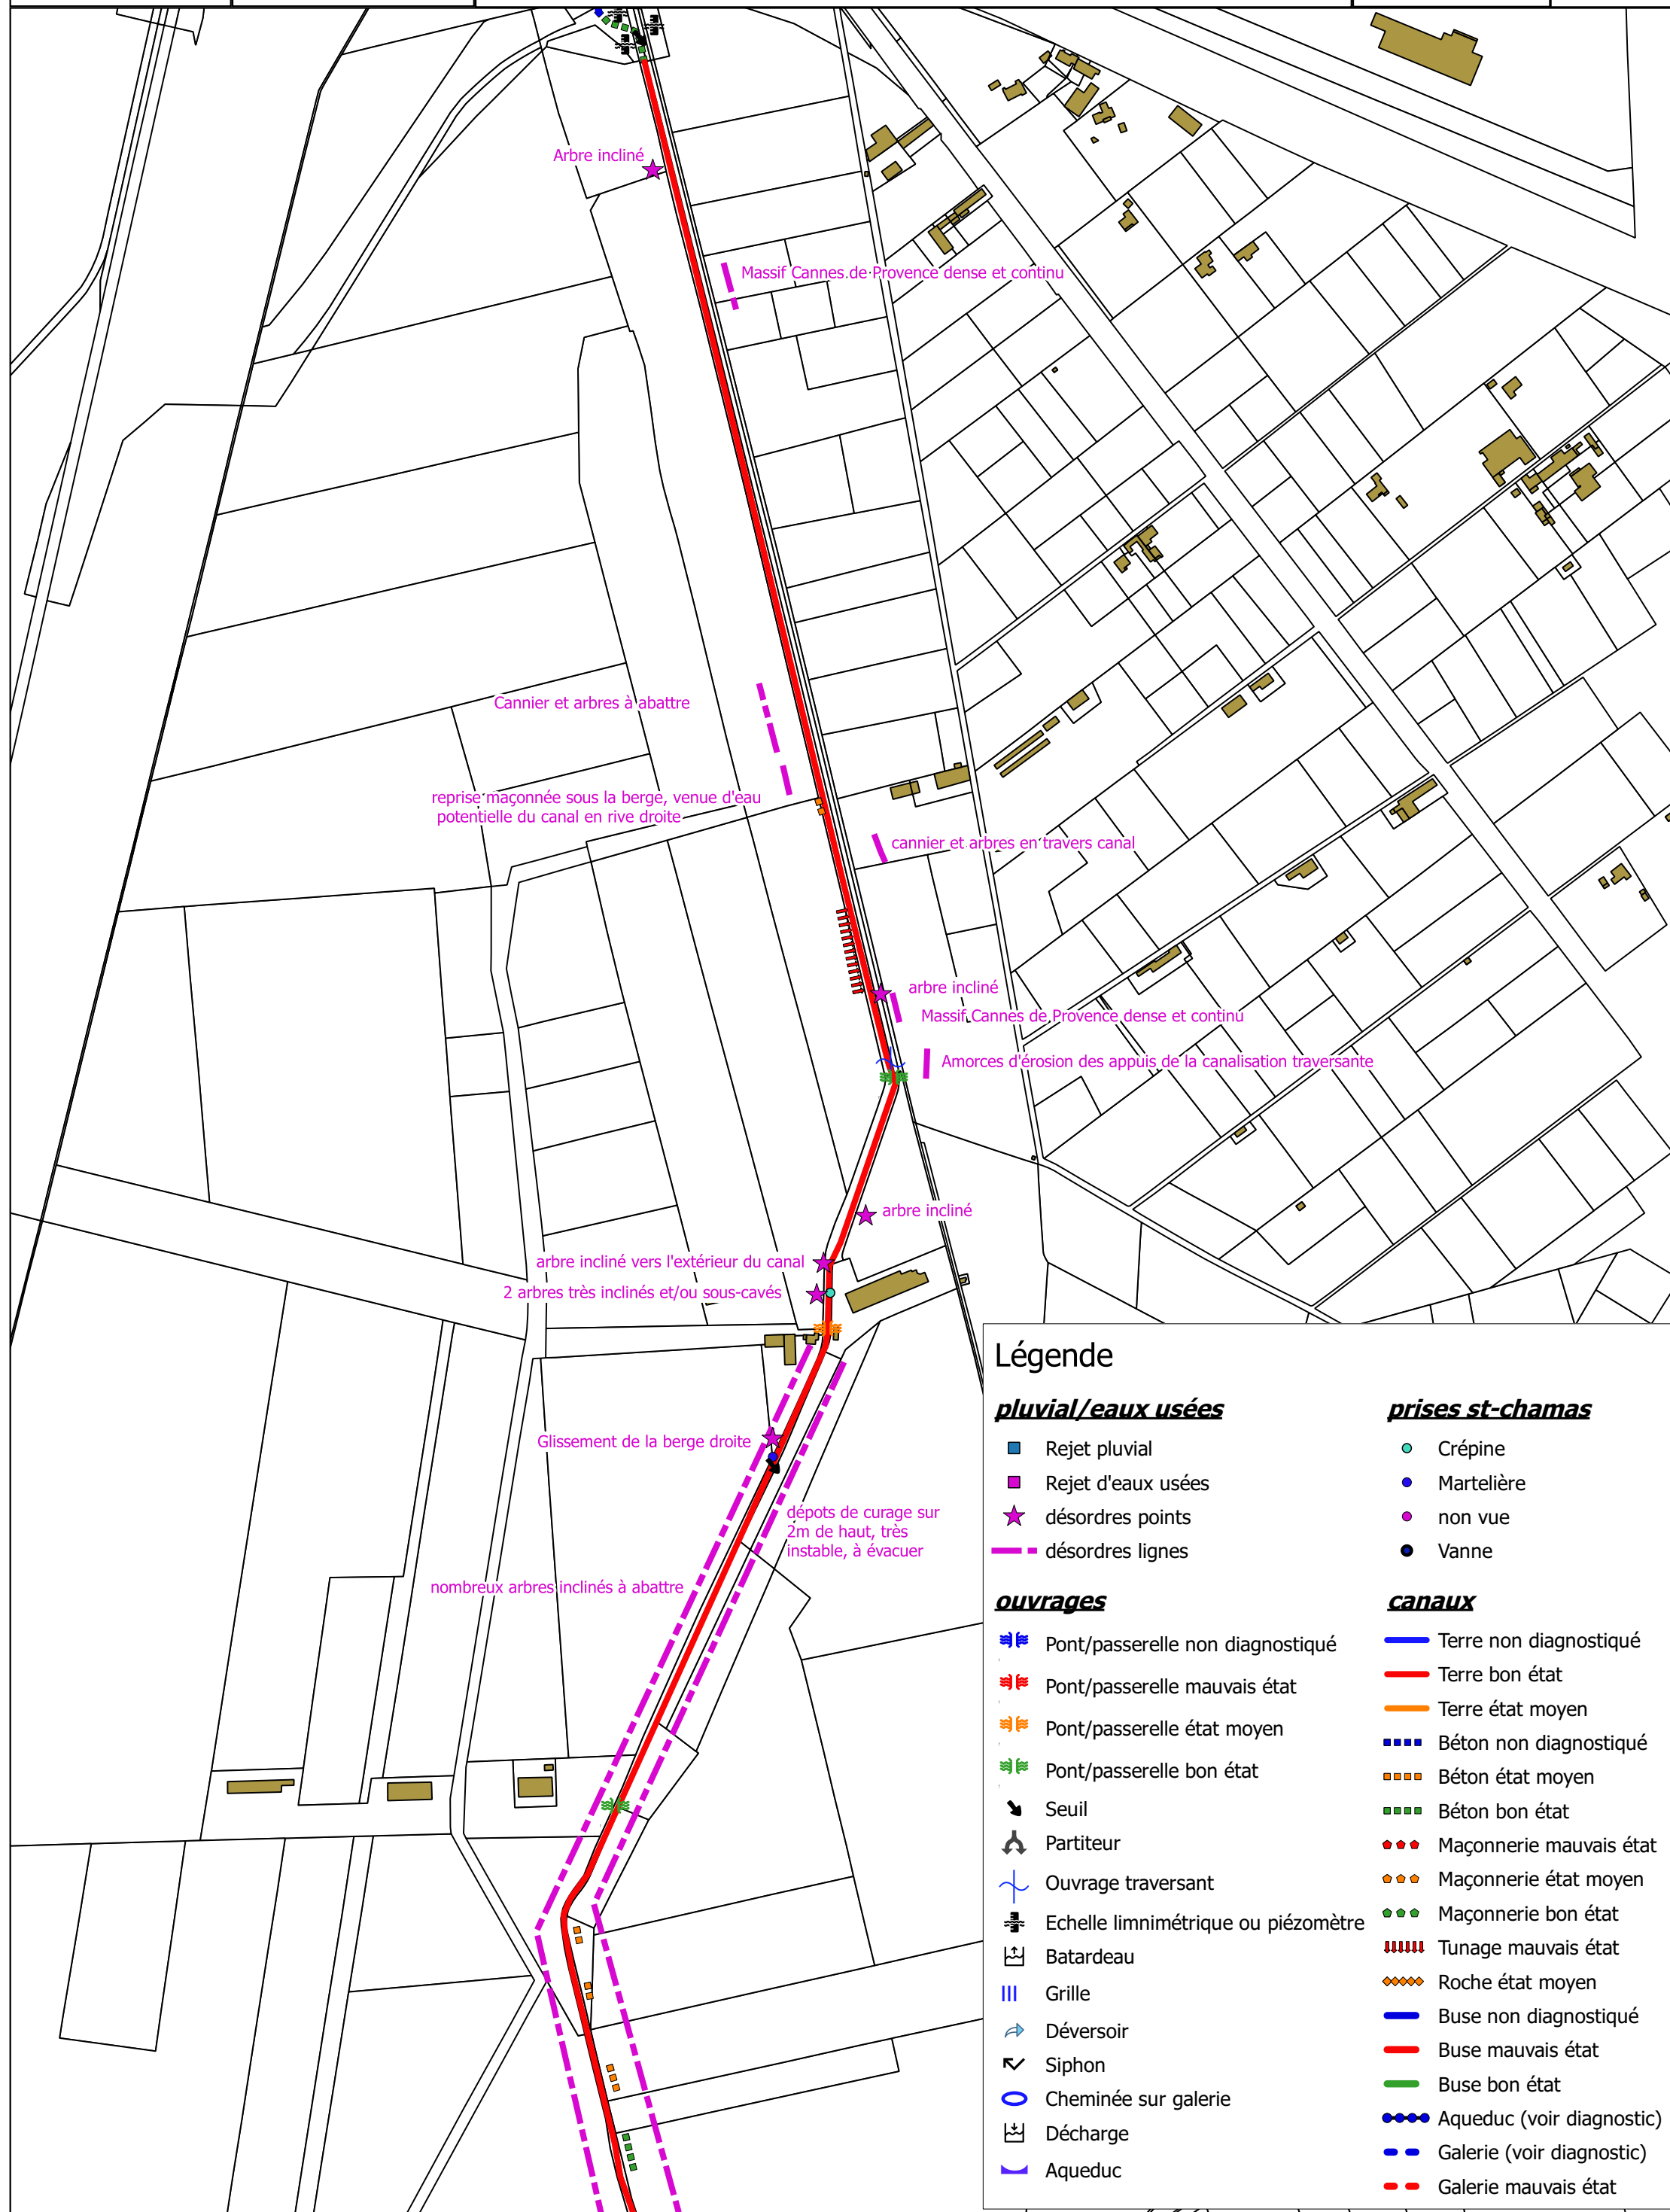 Arbre incliné
Massif Cannes de Provence dense et continu
Cannier et arbres à abattre
reprise maçonnée sous la berge, venue d'eau
potentielle du canal en rive droite
cannier et arbres en travers canal
arbre incliné
Massif Cannes de Provence dense et continu
Amorces d'érosion des appuis de la canalisation traversante
arbre incliné
arbre incliné vers l'extérieur du canal
2 arbres très inclinés et/ou sous-cavés
Glissement de la berge droite
dépots de curage sur
2m de haut, très
instable, à évacuer
nombreux arbres inclinés à abattre
Légende
pluvial/eaux usées
Rejet pluvial
Rejet d'eaux usées
désordres points
désordres lignes
ouvrages
Pont/passerelle non diagnostiqué
Pont/passerelle mauvais état
Pont/passerelle état moyen
Pont/passerelle bon état
Seuil
Partiteur
Ouvrage traversant
Echelle limnimétrique ou piézomètre
Batardeau
Grille
Déversoir
Siphon
Cheminée sur galerie
Décharge
Aqueduc
prises st-chamas
Crépine
Martelière
non vue
Vanne
canaux
Terre non diagnostiqué
Terre bon état
Terre état moyen
Béton non diagnostiqué
Béton état moyen
Béton bon état
Maçonnerie mauvais état
Maçonnerie état moyen
Maçonnerie bon état
Tunage mauvais état
Roche état moyen
Buse non diagnostiqué
Buse mauvais état
Buse bon état
Aqueduc (voir diagnostic)
Galerie (voir diagnostic)
Galerie mauvais état